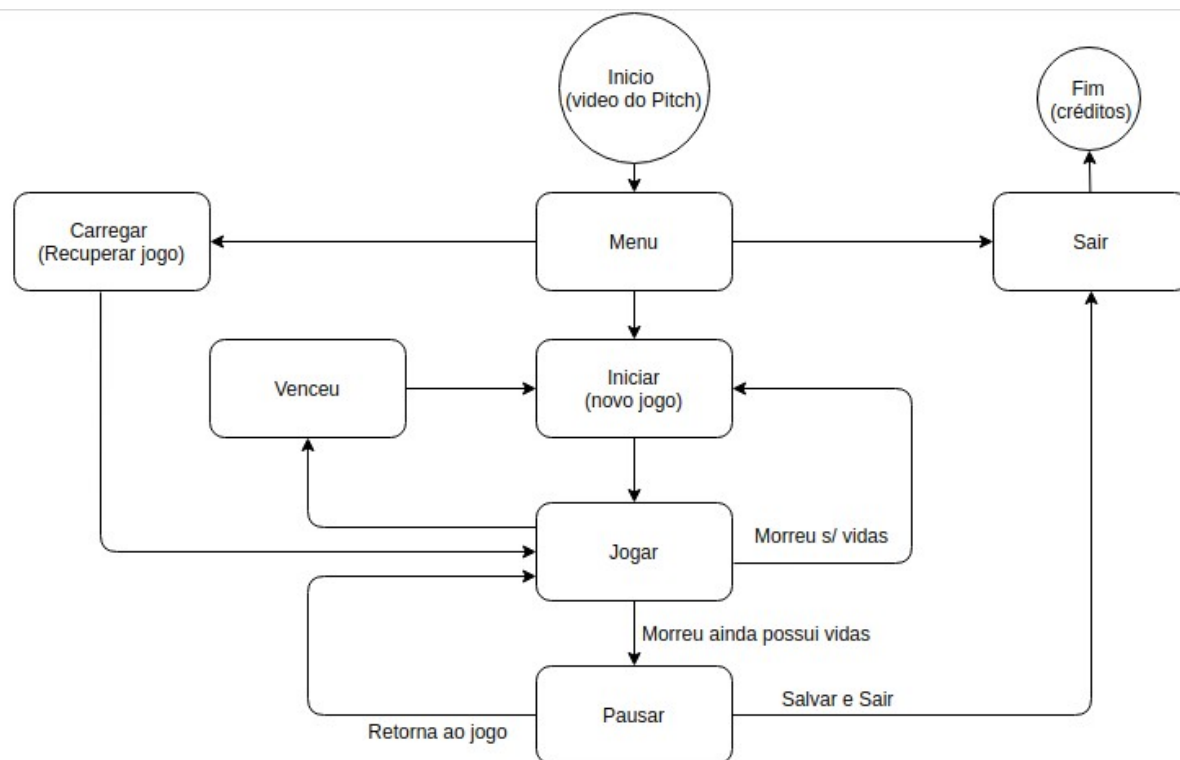 Inicio
(video do Pitch)
Fim
(créditos)
Carregar
(Recuperar jogo)
Menu
Sair
Venceu
Iniciar
(novo jogo)
Jogar
Morreu s/ vidas
Morreu ainda possui vidas
Pausar
Salvar e Sair
Retorna ao jogo